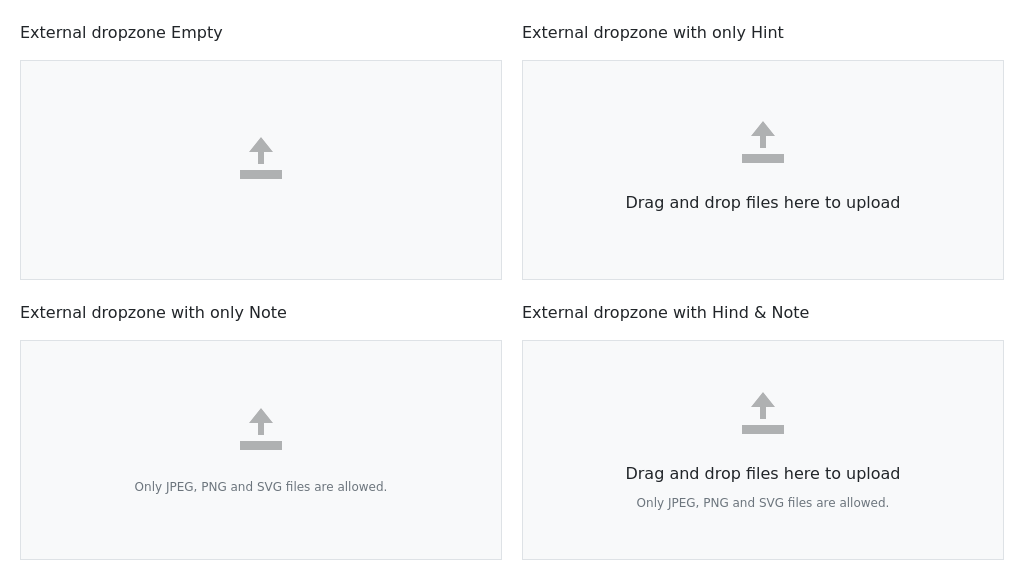 External dropzone Empty
External dropzone with only Hint
Drag and drop files here to upload
External dropzone with only Note
External dropzone with Hind & Note
Only JPEG, PNG and SVG files are allowed.
Drag and drop files here to upload
Only JPEG, PNG and SVG files are allowed.